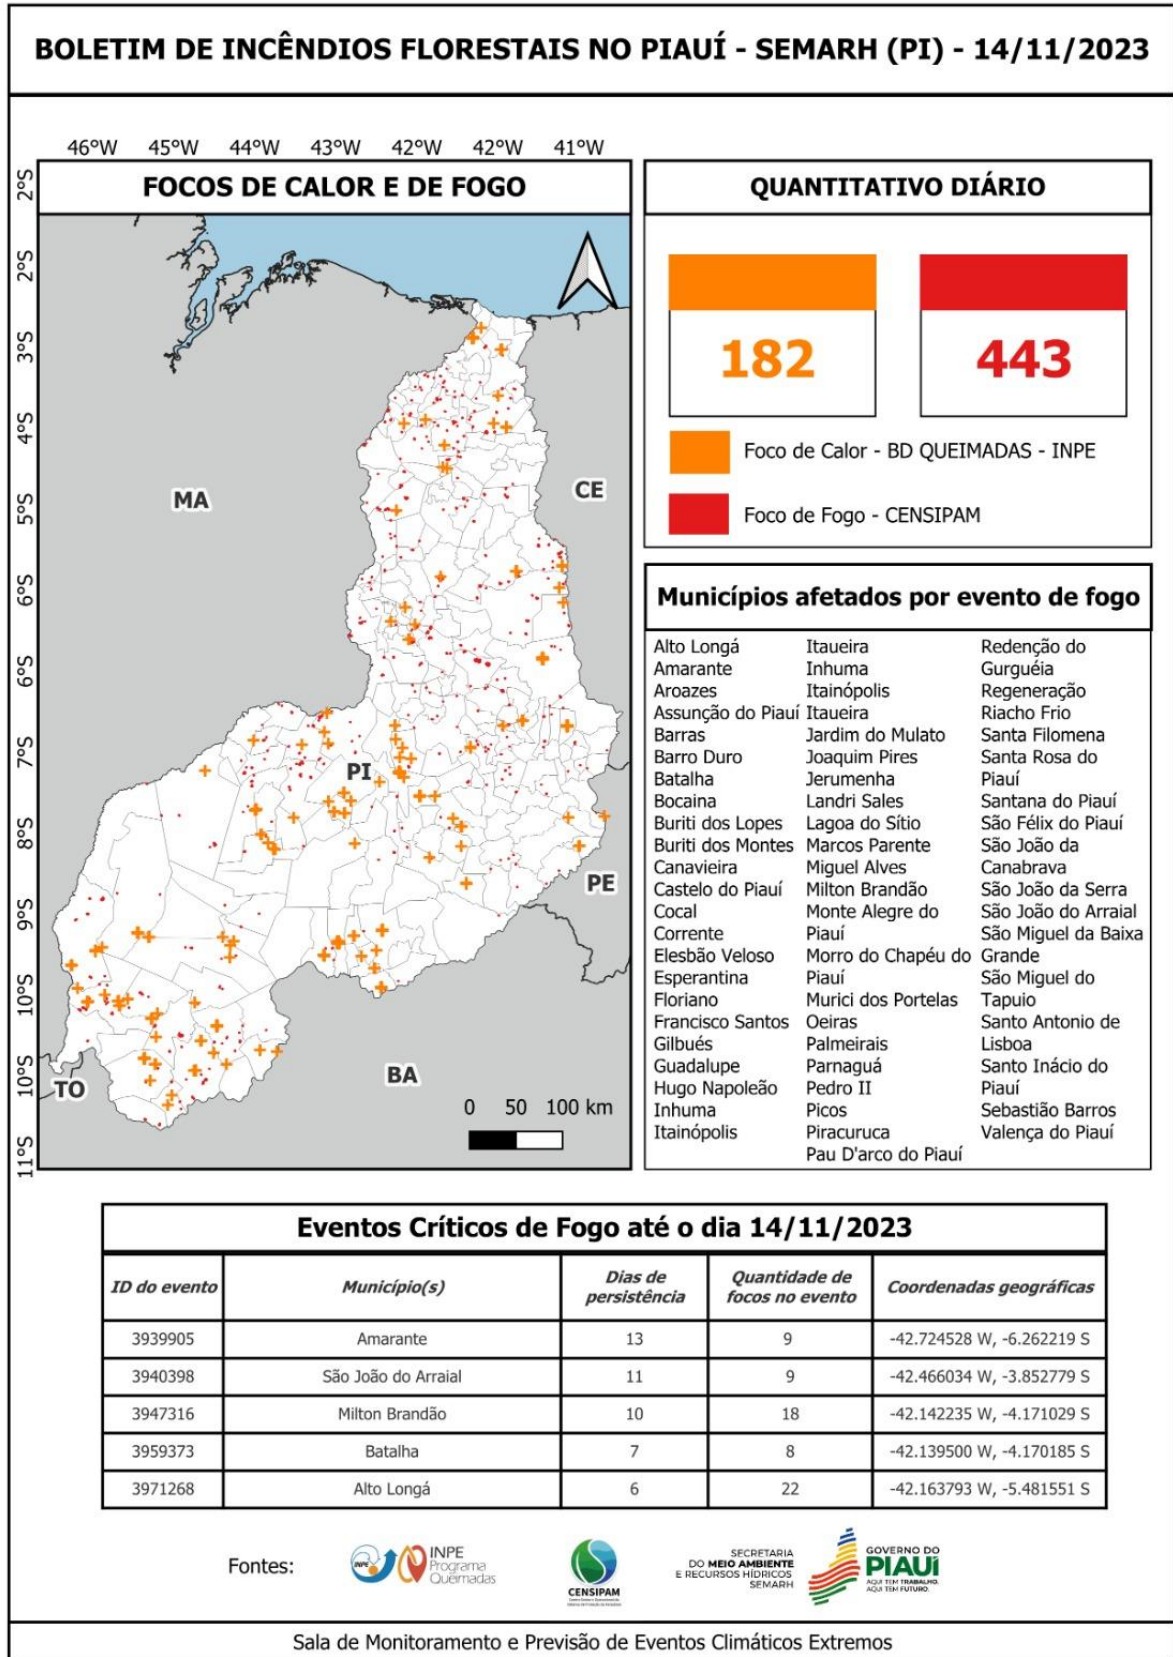 BOLETIM DE INCÊNDIOS FLORESTAIS NO PIAUÍ - SEMARH (PI) - 14/11/2023
46°W 45°W 44°W 43°W 42°W 42°W 41°W
FOCOS DE CALOR E DE FOGO
2°S
2°S
3°S
4°S
5°S
6°S
6°S
7°S
8°S
9°S
10°S
10°S
11°S
MA
CE
PI
PE
BA
TO
0 50 100 km
QUANTITATIVO DIÁRIO
182
443
Foco de Calor - BD QUEIMADAS - INPE
Foco de Fogo - CENSIPAM
Municípios afetados por evento de fogo
Alto Longá
Amarante
Aroazes
Assunção do Piauí
Barras
Barro Duro
Batalha
Bocaina
Buriti dos Lopes
Buriti dos Montes
Canavieira
Castelo do Piauí
Cocal
Corrente
Elesbão Veloso
Esperantina
Floriano
Francisco Santos
Gilbués
Guadalupe
Hugo Napoleão
Inhuma
Itainópolis
Itaueira
Inhuma
Itainópolis
Itaueira
Jardim do Mulato
Joaquim Pires
Jerumenha
Landri Sales
Lagoa do Sítio
Marcos Parente
Miguel Alves
Milton Brandão
Monte Alegre do
Piauí
Morro do Chapéu do
Piauí
Murici dos Portelas
Oeiras
Palmeirais
Parnaguá
Pedro II
Picos
Piracuruca
Pau D'arco do Piauí
Redenção do
Gurguéia
Regeneração
Riacho Frio
Santa Filomena
Santa Rosa do
Piauí
Santana do Piauí
São Félix do Piauí
São João da
Canabrava
São João da Serra
São João do Arraial
São Miguel da Baixa
Grande
São Miguel do
Tapuio
Santo Antonio de
Lisboa
Santo Inácio do
Piauí
Sebastião Barros
Valença do Piauí
Eventos Críticos de Fogo até o dia 14/11/2023
ID do evento Município(s) Dias de persistência Quantidade de focos no evento Coordenadas geográficas
3939905 Amarante 13 9 -42.724528 W, -6.262219 S
3940398 São João do Arraial 11 9 -42.466034 W, -3.852779 S
3947316 Milton Brandão 10 18 -42.142235 W, -4.171029 S
3959373 Batalha 7 8 -42.139500 W, -4.170185 S
3971268 Alto Longá 6 22 -42.163793 W, -5.481551 S
Fontes:
INPE
INPE
Programa
Queimadas
CENSIPAM
SECRETARIA
DO MEIO AMBIENTE
E RECURSOS HÍDRICOS
SEMARH
GOVERNO DO
PIAUÍ
AQUI TEM TRABALHO.
AQUI TEM FUTURO.
Sala de Monitoramento e Previsão de Eventos Climáticos Extremos